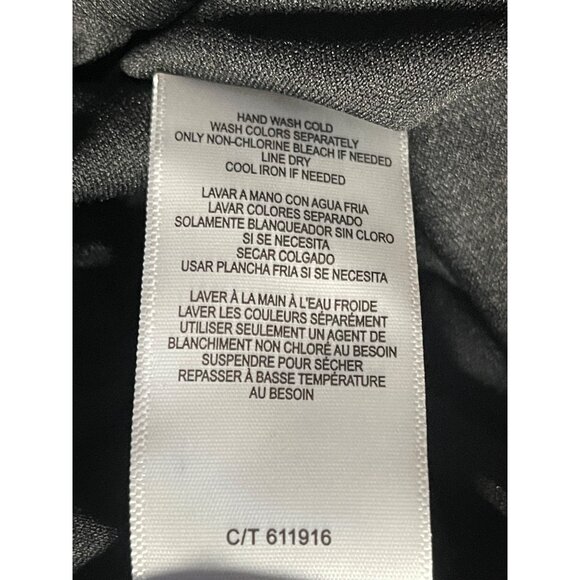 HAND WASH COLD
WASH COLORS SEPARATELY
ONLY NON-CHLORINE BLEACH IF NEEDED
LINE DRY
COOL IRON IF NEEDED
LAVAR A MANO CON AGUA FRIA
LAVAR COLORES SEPARADO
SOLAMENTE BLANQUEADOR SIN CLORO
SI SE NECESITA
SECAR COLGADO
USAR PLANCHA FRIA SI SE NECESITA
LAVER À LA MAIN À L'EAU FROIDE
LAVER LES COULEURS SÉPARÉMENT
UTILISER SEULEMENT UN AGENT DE
BLANCHIMENT NON CHLORÉ AU BESOIN
SUSPENDRE POUR SÉCHER
REPASSER À BASSE TEMPÉRATURE
AU BESOIN
C/T 611916